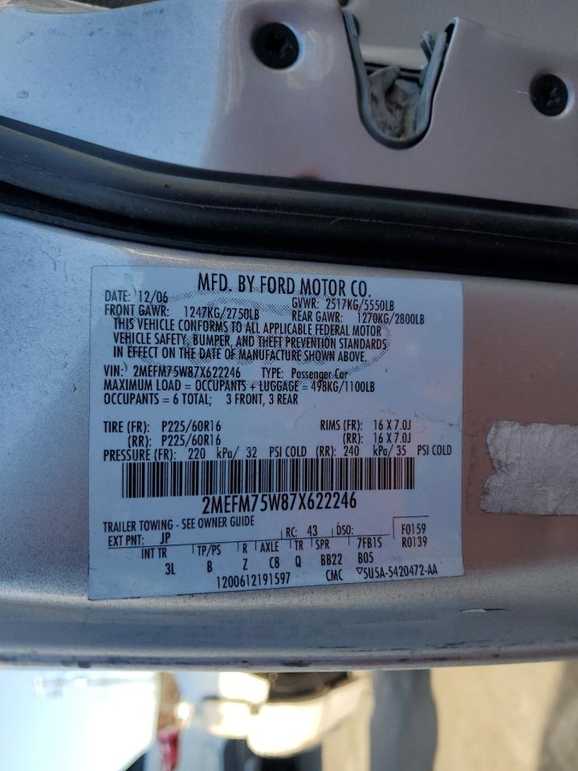 MFD. BY FORD MOTOR CO.
DATE: 12/06 GVWR: 2517KG/5550LB
FRONT GAWR: 1247KG/2750LB REAR GAWR: 1270KG/2800LB
THIS VEHICLE CONFORMS TO ALL APPLICABLE FEDERAL MOTOR
VEHICLE SAFETY, BUMPER, AND THEFT PREVENTION STANDARDS
IN EFFECT ON THE DATE OF MANUFACTURE SHOWN ABOVE.
VIN: 2MEFM75W87X622246 TYPE: Passenger Car
MAXIMUM LOAD = OCCUPANTS + LUGGAGE = 498KG/1100LB
OCCUPANTS = 6 TOTAL; 3 FRONT, 3 REAR
TIRE (FR): P225/60R16 RIMS (FR): 16 X 7.0J
(RR): P225/60R16 (RR): 16 X 7.0J
PRESSURE (FR): 220 kPa/ 32 PSI COLD (RR): 240 kPa/ 35 PSI COLD
2MEFM75W87X622246
TRAILER TOWING - SEE OWNER GUIDE
EXT PNT: JP RC: 43 DSO: F0159
INT TR TP/PS R AXLE TR SPR 7FB15 R0139
3L B Z C8 Q BB22 B05
1200612191597 CMC ▽5U5A-5420472-AA